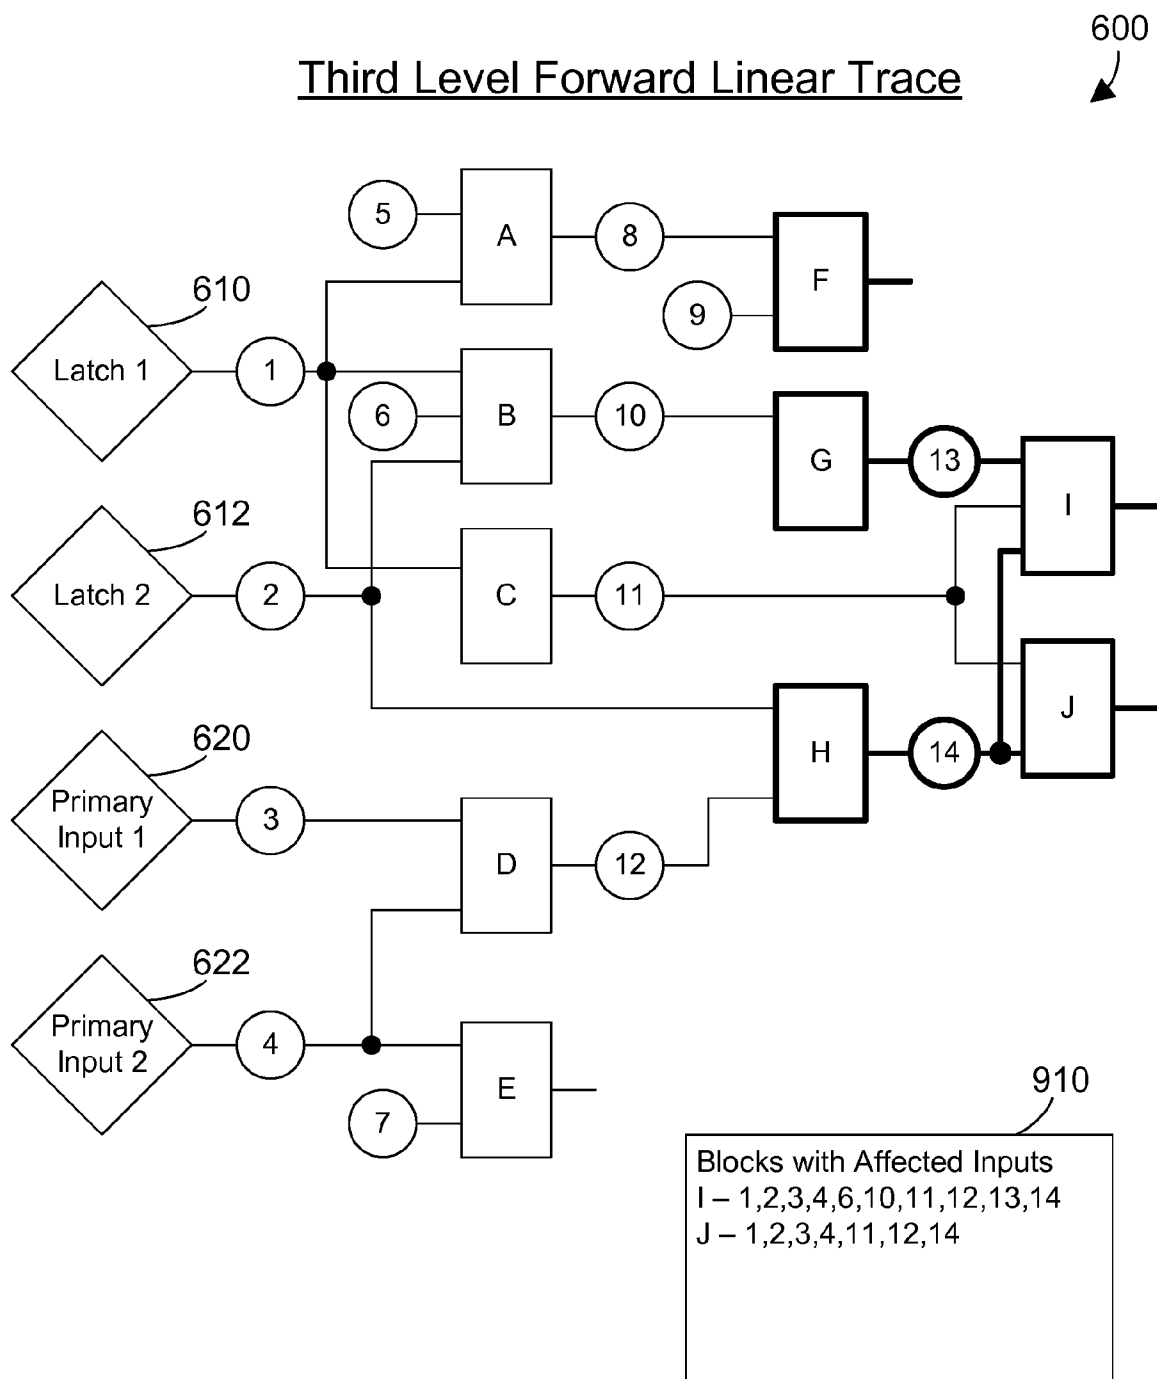 600
Third Level Forward Linear Trace
5
A
8
F
9
610
Latch 1
1
6
B
10
G
13
I
612
Latch 2
2
C
11
J
H
14
620
Primary
Input 1
3
D
12
622
Primary
Input 2
4
E
7
910
Blocks with Affected Inputs
I – 1,2,3,4,6,10,11,12,13,14
J – 1,2,3,4,11,12,14